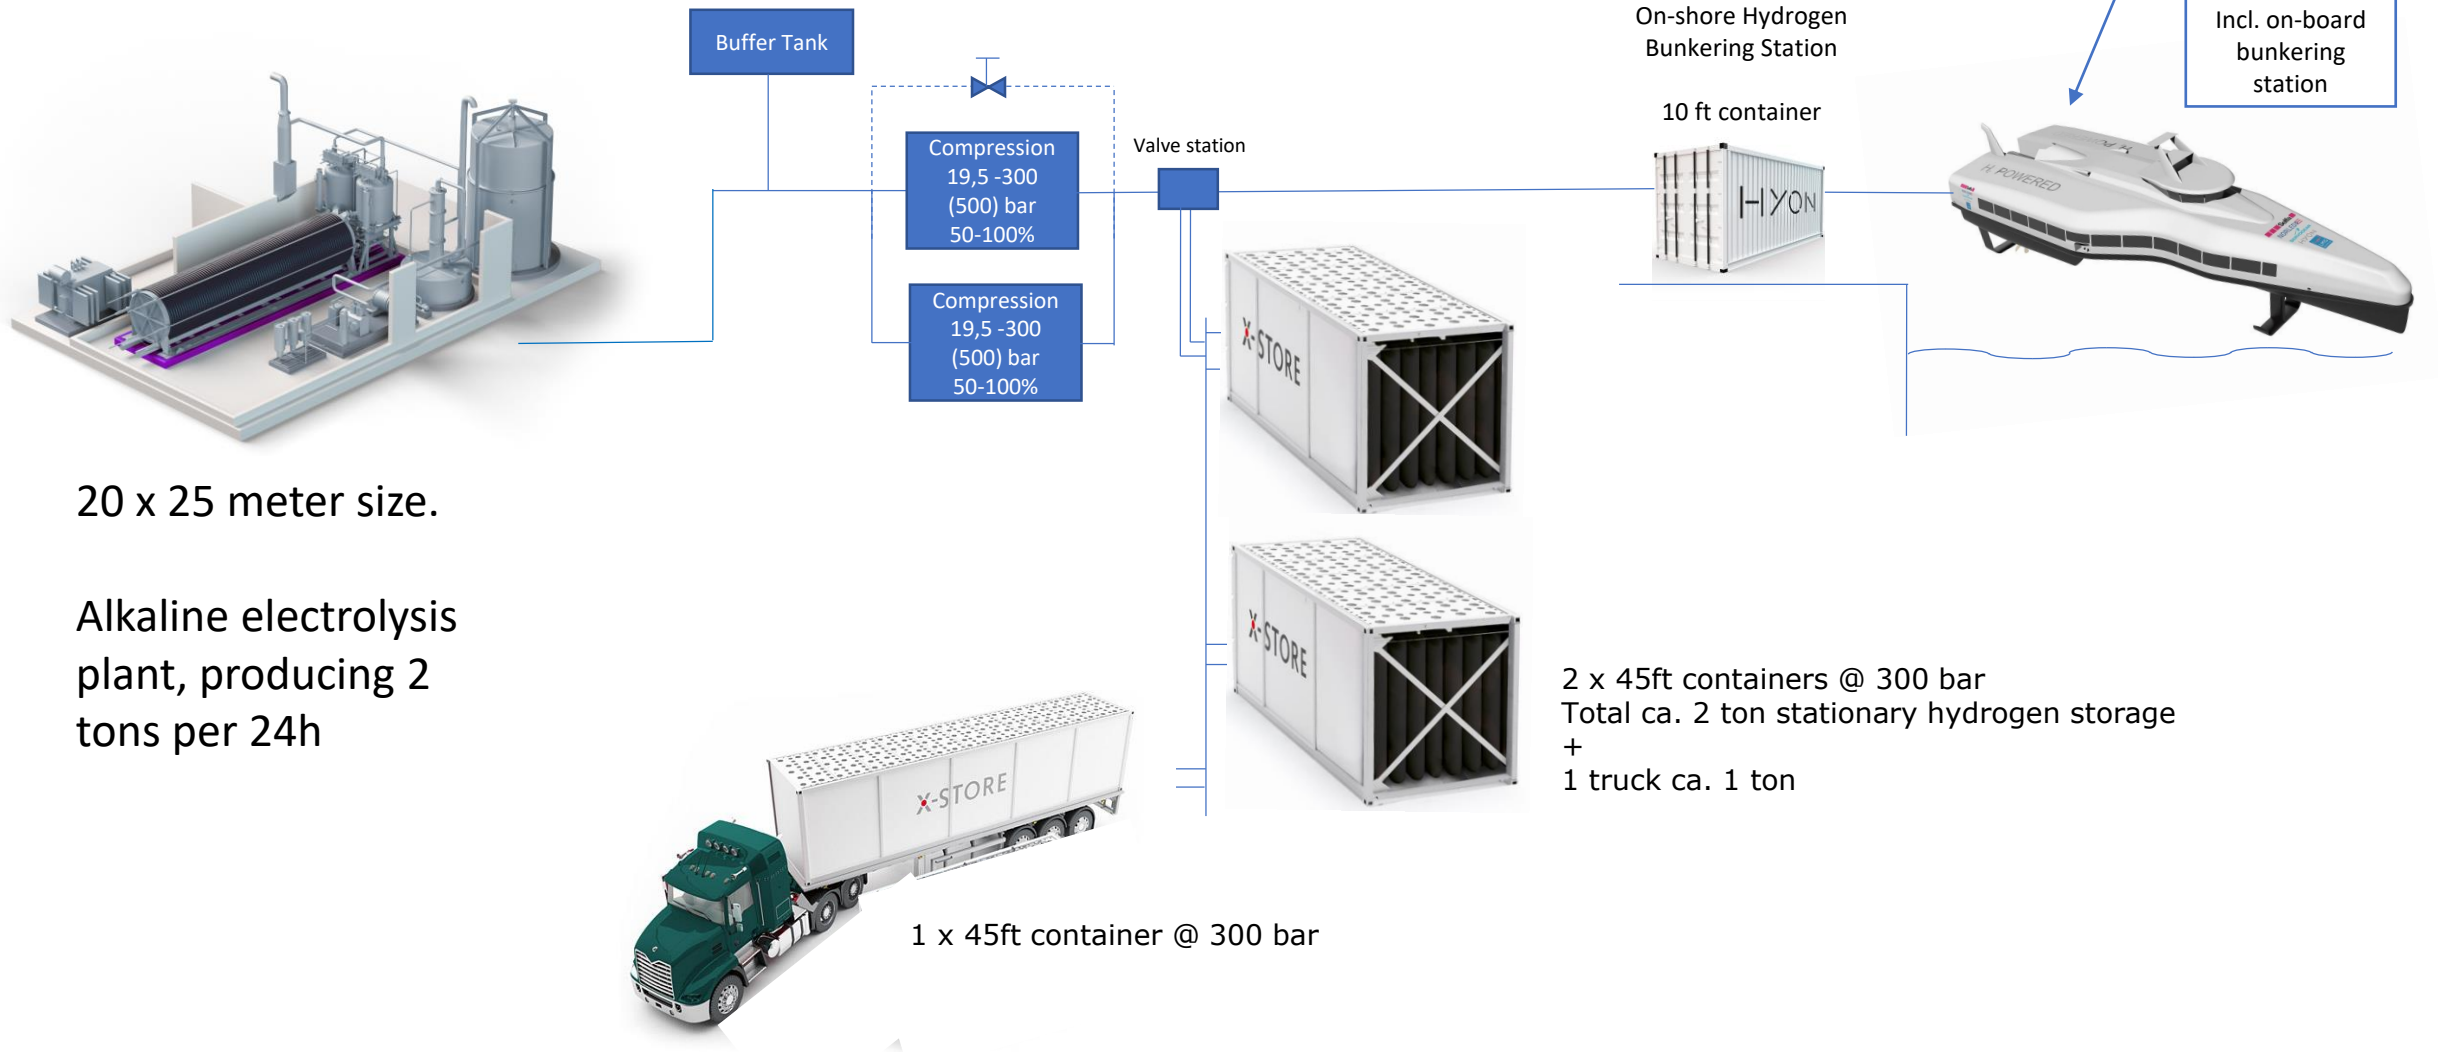 Buffer Tank
Compression
19,5 -300
(500) bar
50-100%
Compression
19,5 -300
(500) bar
50-100%
Valve station
On-shore Hydrogen
Bunkering Station
10 ft container
HYON
Incl. on-board
bunkering
station
H2 POWERED
X-STORE
X-STORE
20 x 25 meter size.
Alkaline electrolysis
plant, producing 2
tons per 24h
2 x 45ft containers @ 300 bar
Total ca. 2 ton stationary hydrogen storage
+
1 truck ca. 1 ton
X-STORE
1 x 45ft container @ 300 bar